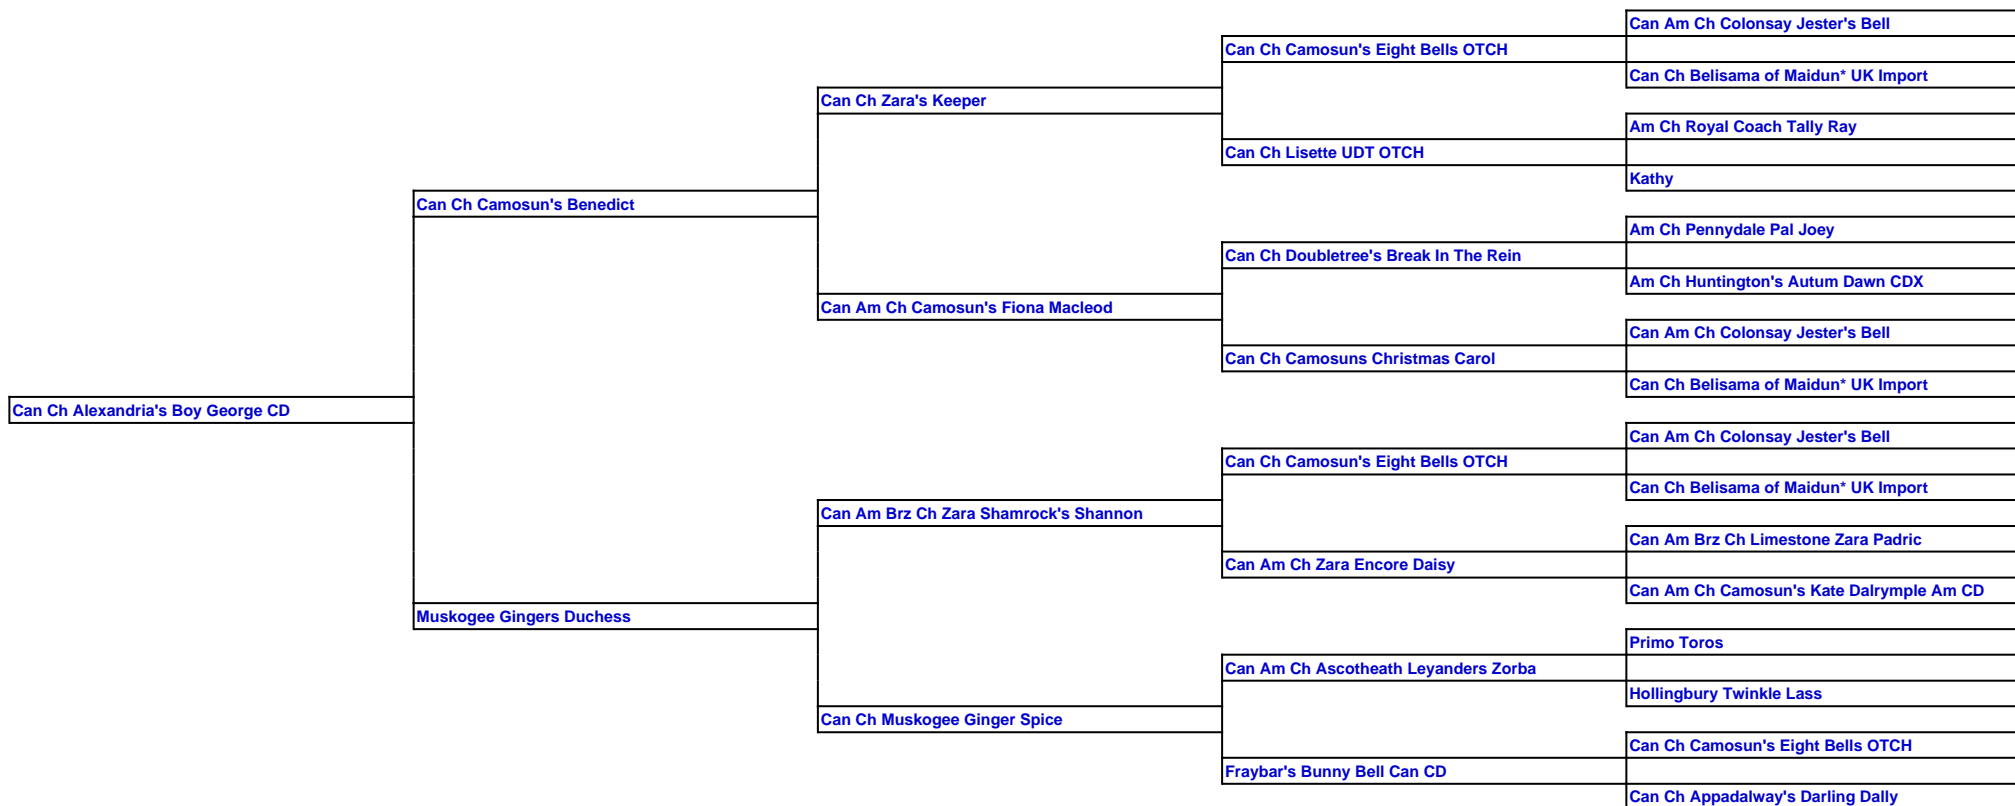 Can Am Ch Colonsay Jester's Bell
Can Ch Camosun's Eight Bells OTCH
Can Ch Belisama of Maidun* UK Import
Can Ch Zara's Keeper
Am Ch Royal Coach Tally Ray
Can Ch Lisette UDT OTCH
Kathy
Can Ch Camosun's Benedict
Am Ch Pennydale Pal Joey
Can Ch Doubletree's Break In The Rein
Am Ch Huntington's Autum Dawn CDX
Can Am Ch Camosun's Fiona Macleod
Can Am Ch Colonsay Jester's Bell
Can Ch Camosuns Christmas Carol
Can Ch Belisama of Maidun* UK Import
Can Ch Alexandria's Boy George CD
Can Am Ch Colonsay Jester's Bell
Can Ch Camosun's Eight Bells OTCH
Can Ch Belisama of Maidun* UK Import
Can Am Brz Ch Zara Shamrock's Shannon
Can Am Brz Ch Limestone Zara Padric
Can Am Ch Zara Encore Daisy
Can Am Ch Camosun's Kate Dalrymple Am CD
Muskogee Gingers Duchess
Primo Toros
Can Am Ch Ascotheath Leyanders Zorba
Hollingbury Twinkle Lass
Can Ch Muskogee Ginger Spice
Can Ch Camosun's Eight Bells OTCH
Fraybar's Bunny Bell Can CD
Can Ch Appadalway's Darling Dally